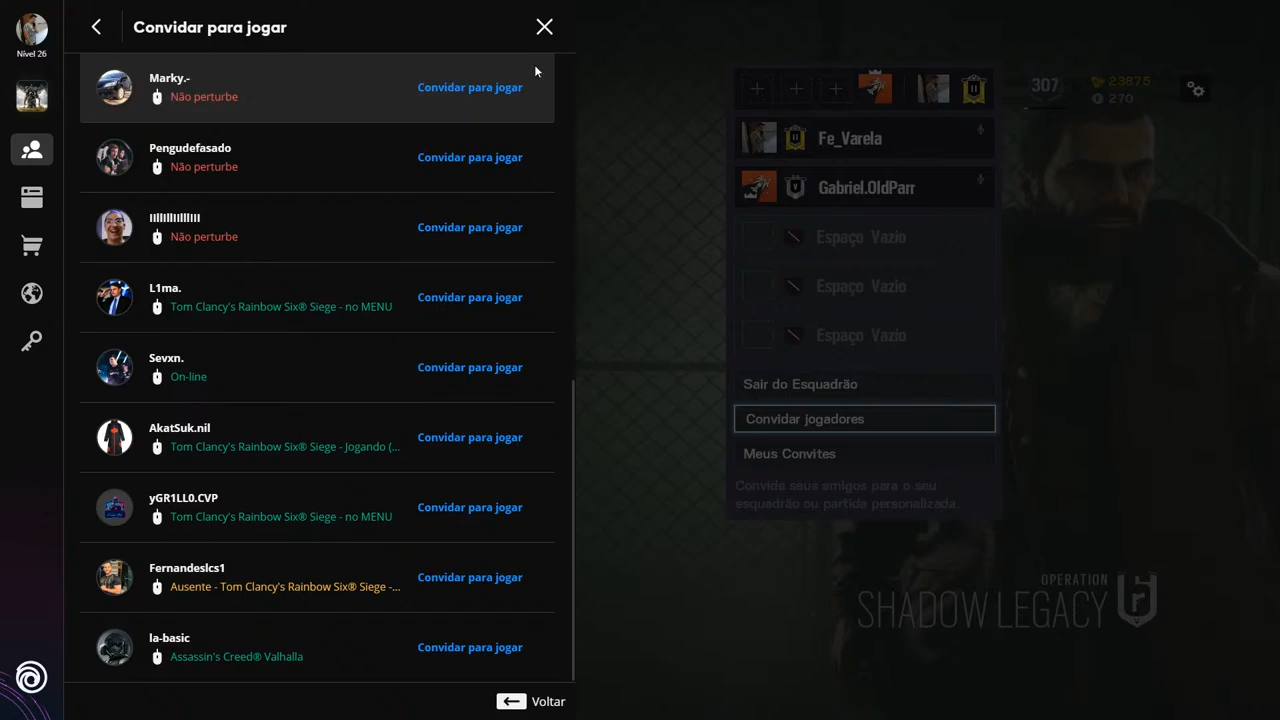 Convidar para jogar
Nível 26
Marky.-
Não perturbe
Convidar para jogar
Pengudefasado
Não perturbe
Convidar para jogar
Não perturbe
Convidar para jogar
L1ma.
Tom Clancy's Rainbow Six® Siege - no MENU
Convidar para jogar
Sevxn.
On-line
Convidar para jogar
AkatSuk.nil
Tom Clancy's Rainbow Six® Siege - Jogando (...
Convidar para jogar
yGR1LL0.CVP
Tom Clancy's Rainbow Six® Siege - no MENU
Convidar para jogar
Fernandeslcs1
Ausente - Tom Clancy's Rainbow Six® Siege -...
Convidar para jogar
la-basic
Assassin's Creed® Valhalla
Convidar para jogar
Voltar
307
23875
270
Fe_Varela
Gabriel.OldParr
Espaço Vazio
Espaço Vazio
Espaço Vazio
Sair do Esquadrão
Convidar jogadores
Meus Convites
Convide seus amigos para o seu
esquadrão ou partida personalizada.
OPERATION
SHADOW LEGACY